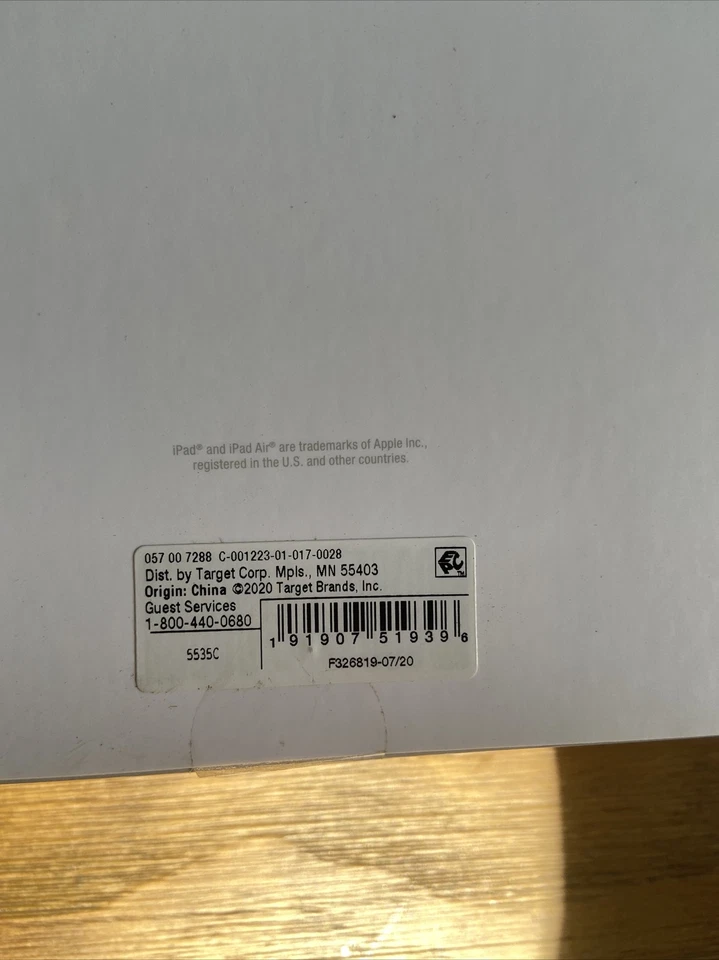 iPad® and iPad Air® are trademarks of Apple Inc.,
registered in the U.S. and other countries.
057 00 7288 C-001223-01-017-0028
EPC™
Dist. by Target Corp. Mpls., MN 55403
Origin: China ©2020 Target Brands, Inc.
Guest Services
1-800-440-0680
5535C
1 91907 51939 6
F326819-07/20